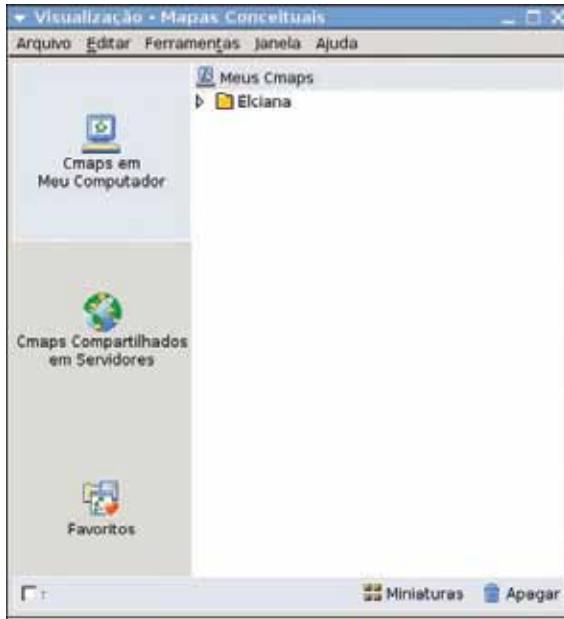 Visualização - Mapas Conceituais
Arquivo Editar Ferramentas Janela Ajuda
Meus Cmaps
Elciana
Cmaps em
Meu Computador
Cmaps Compartilhados
em Servidores
Favoritos
Miniaturas Apagar